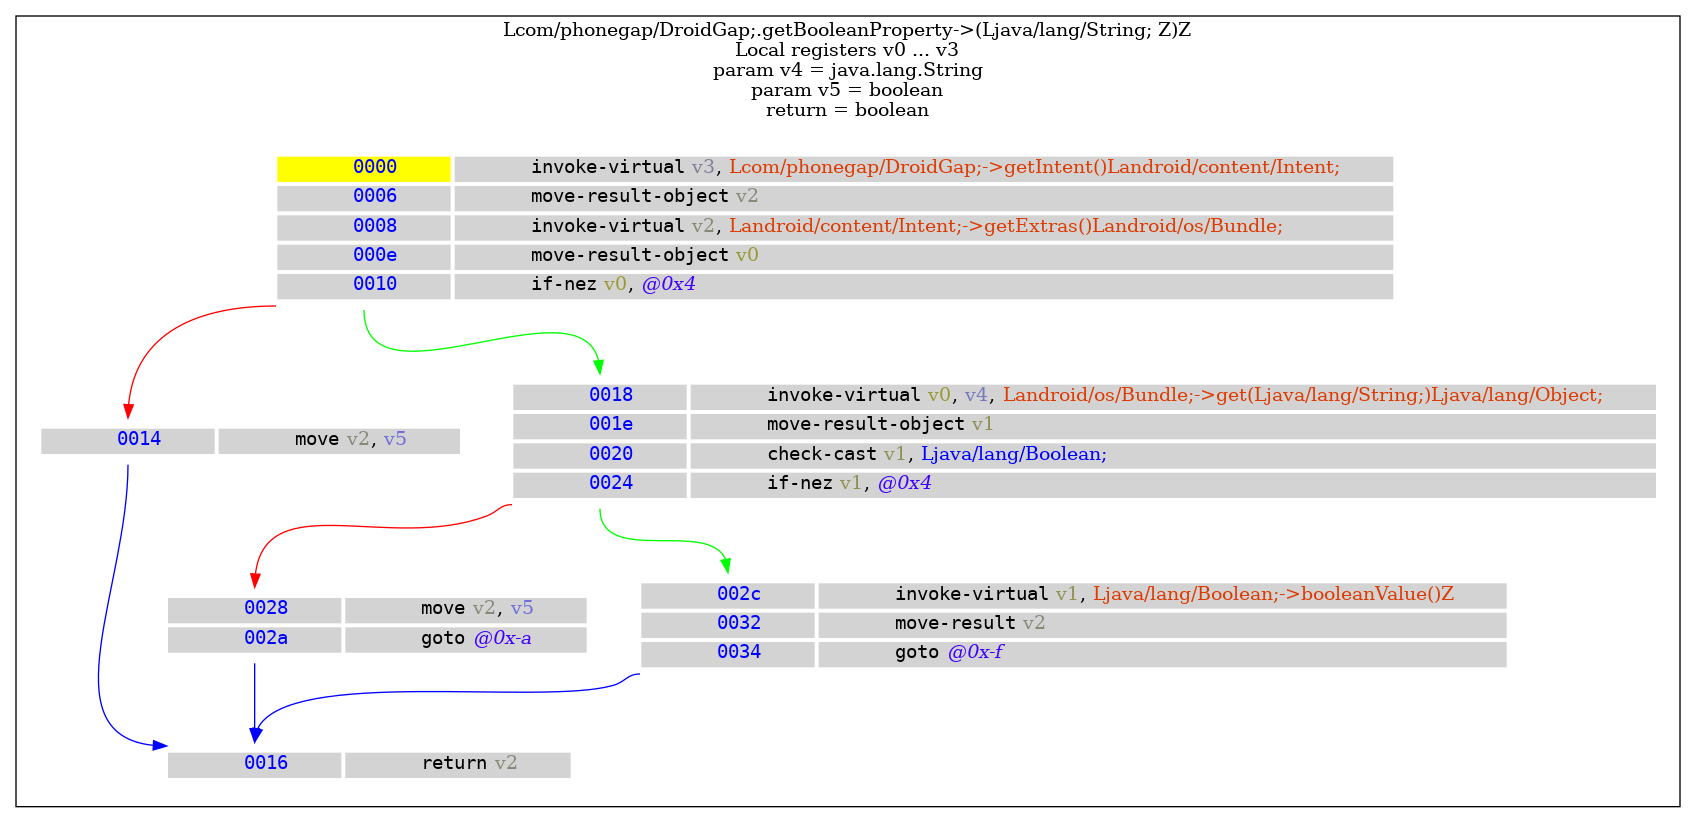 Lcom/phonegap/DroidGap;.getBooleanProperty->(Ljava/lang/String; Z)Z
Local registers v0 ... v3
param v4 = java.lang.String
param v5 = boolean
return = boolean
0000 invoke-virtual v3, Lcom/phonegap/DroidGap;->getIntent()Landroid/content/Intent;
0006 move-result-object v2
0008 invoke-virtual v2, Landroid/content/Intent;->getExtras()Landroid/os/Bundle;
000e move-result-object v0
0010 if-nez v0, @0x4
0014 move v2, v5
0018 invoke-virtual v0, v4, Landroid/os/Bundle;->get(Ljava/lang/String;)Ljava/lang/Object;
001e move-result-object v1
0020 check-cast v1, Ljava/lang/Boolean;
0024 if-nez v1, @0x4
0028 move v2, v5
002a goto @0x-a
002c invoke-virtual v1, Ljava/lang/Boolean;->booleanValue()Z
0032 move-result v2
0034 goto @0x-f
0016 return v2